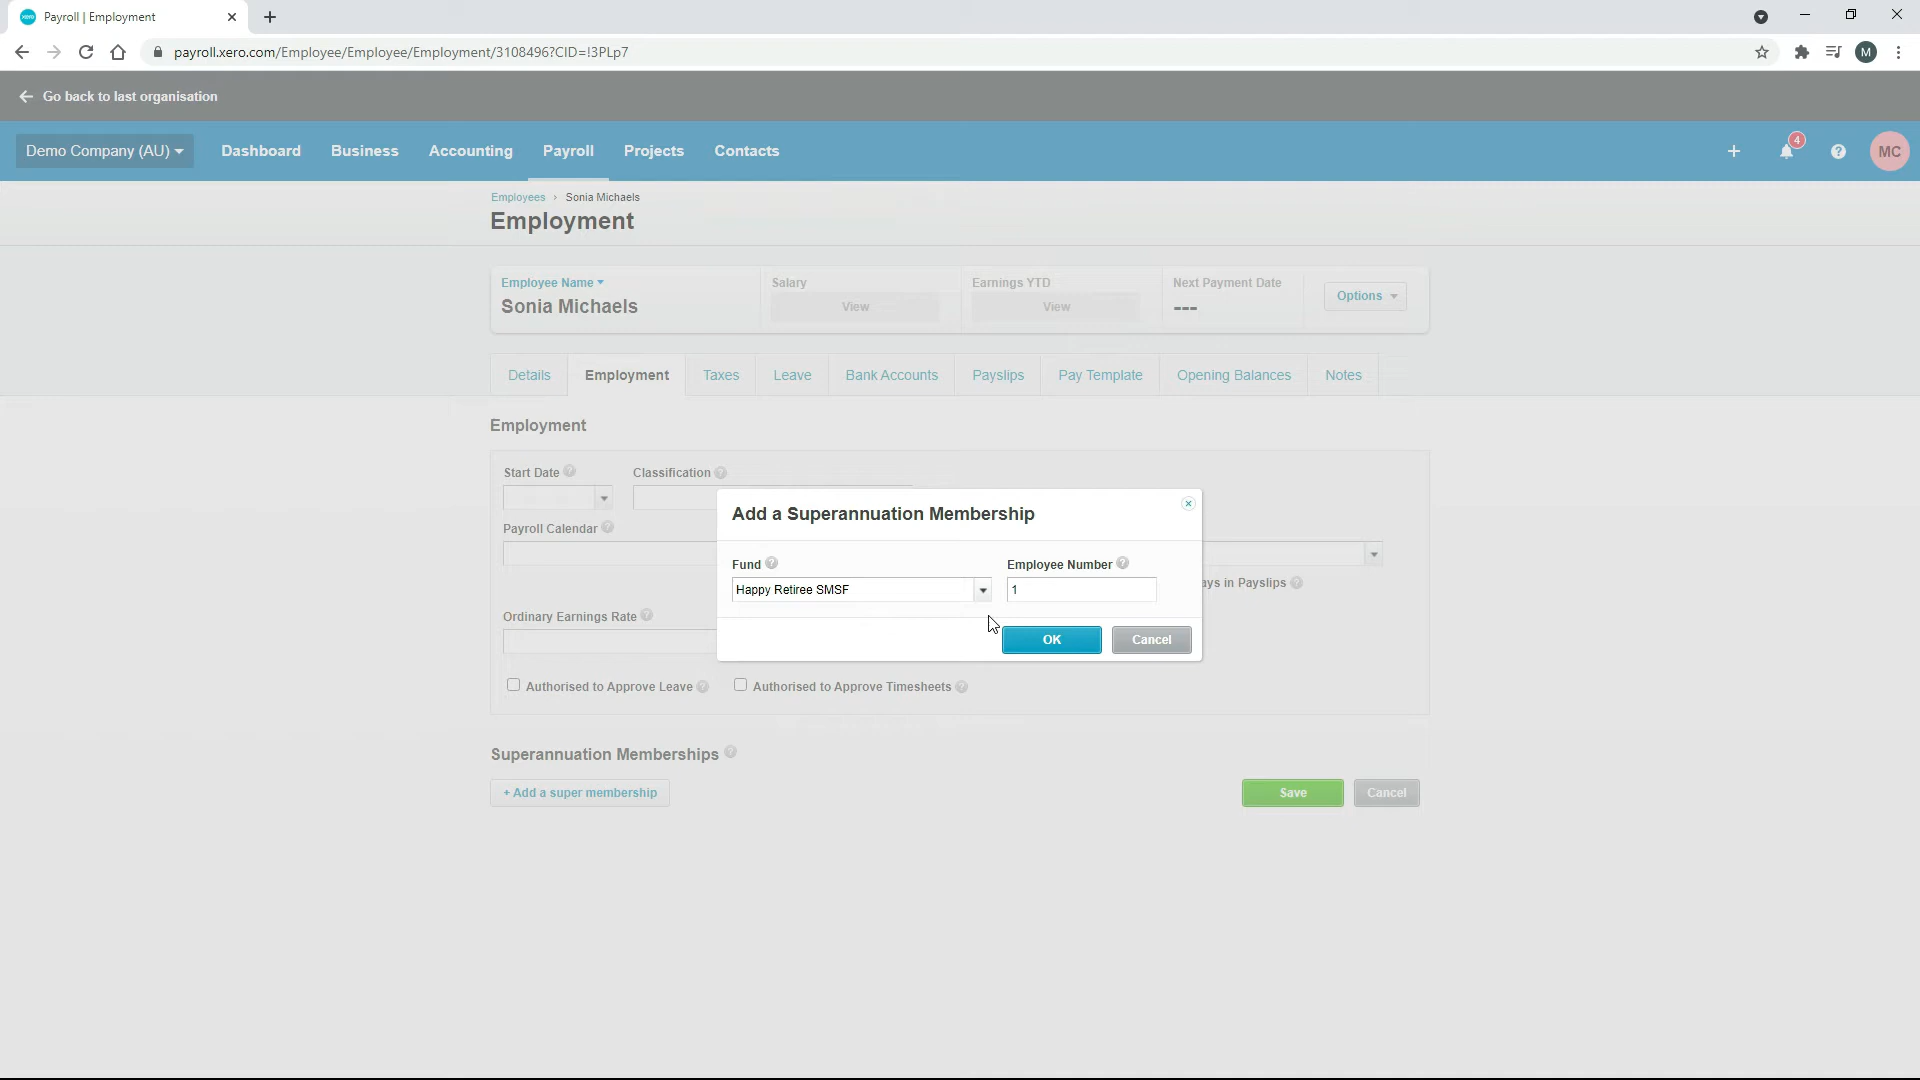 Payroll | Employment
payroll.xero.com/Employee/Employee/Employment/3108496?CID=!3PLp7
M
Go back to last organisation
Demo Company (AU)
Dashboard
Business
Accounting
Payroll
Projects
Contacts
4
MC
Employees › Sonia Michaels
Employment
Employee Name
Sonia Michaels
Salary
View
Earnings YTD
View
Next Payment Date
---
Options
Details
Employment
Taxes
Leave
Bank Accounts
Payslips
Pay Template
Opening Balances
Notes
Employment
Start Date
Classification
Payroll Calendar
ays in Payslips
Ordinary Earnings Rate
Authorised to Approve Leave
Authorised to Approve Timesheets
Add a Superannuation Membership
Fund
Employee Number
Happy Retiree SMSF
1
OK
Cancel
Superannuation Memberships
+ Add a super membership
Save
Cancel